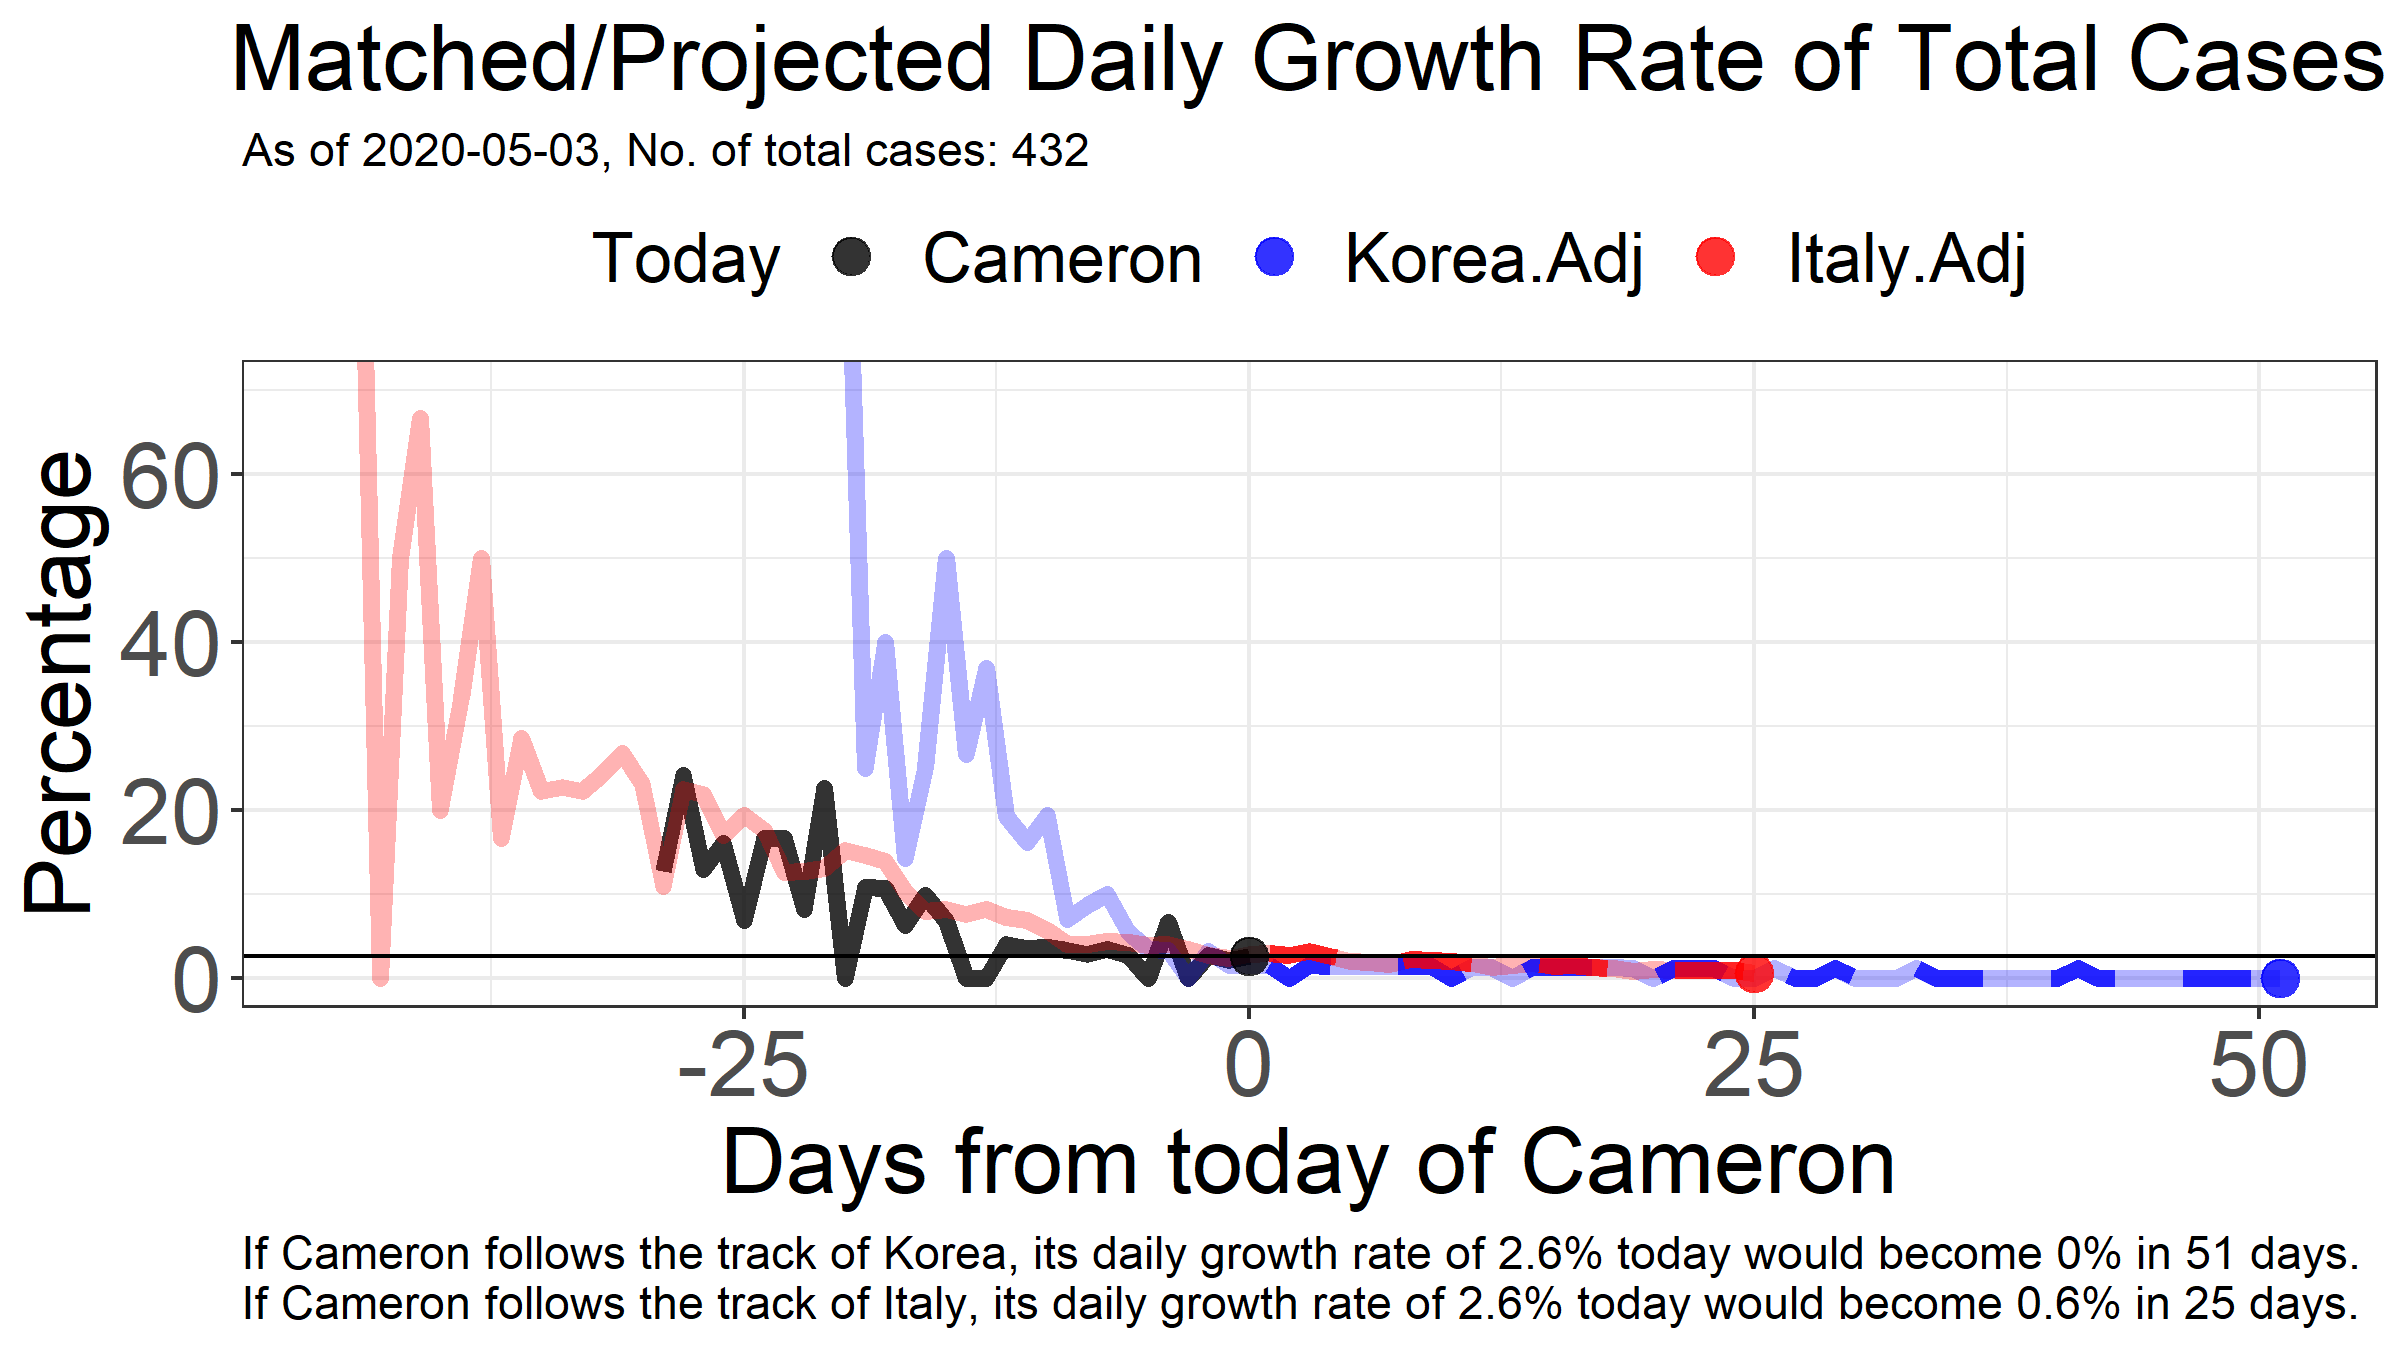 Matched/Projected Daily Growth Rate of Total Cases
As of 2020-05-03, No. of total cases: 432
Today Cameron Korea.Adj Italy.Adj
Percentage
60
40
20
0
-25 0 25 50
Days from today of Cameron
If Cameron follows the track of Korea, its daily growth rate of 2.6% today would become 0% in 51 days.
If Cameron follows the track of Italy, its daily growth rate of 2.6% today would become 0.6% in 25 days.